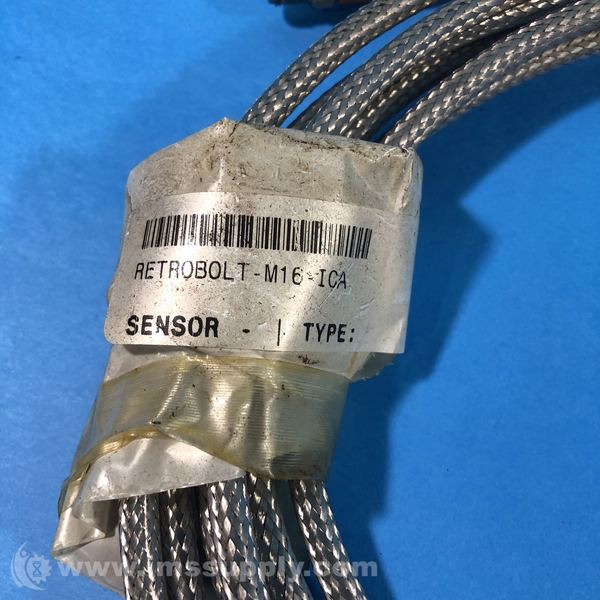 RETROBOLT-M16-ICA
SENSOR - | TYPE:
www.mssupply.com